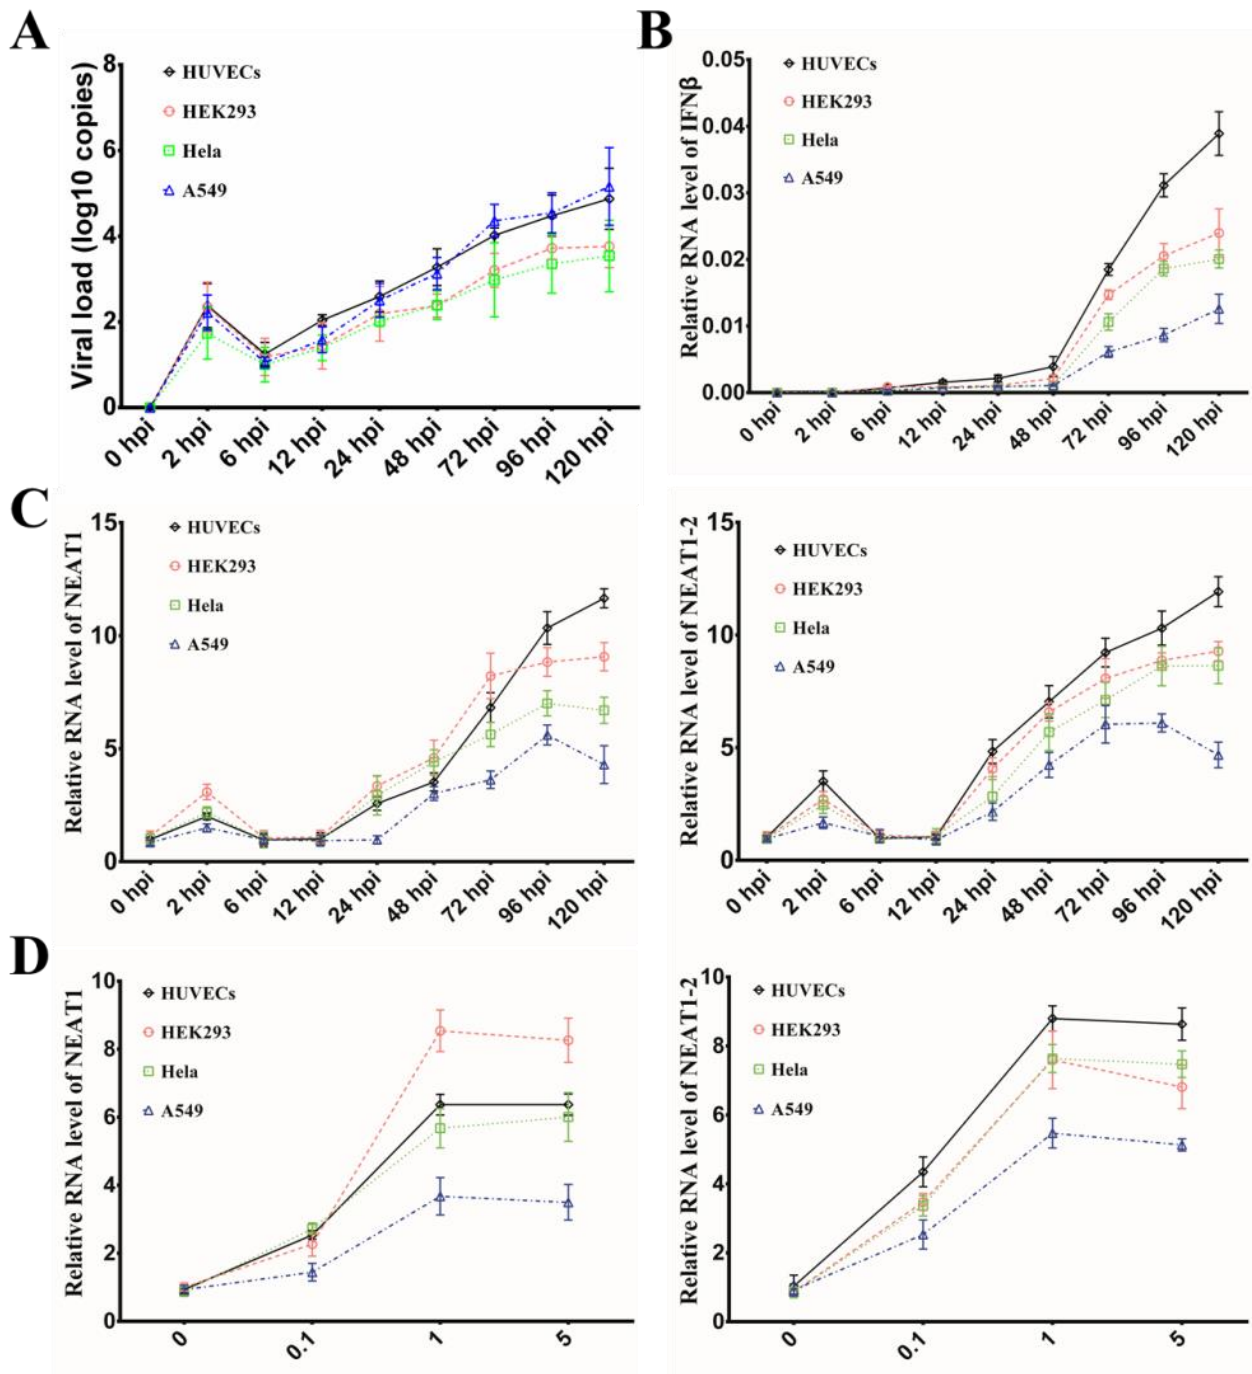 A
Viral load (log10 copies)
8
6
4
2
0
HUVECs
HEK293
Hela
A549
0 hpi
2 hpi
6 hpi
12 hpi
24 hpi
48 hpi
72 hpi
96 hpi
120 hpi
B
Relative RNA level of IFNβ
0.05
0.04
0.03
0.02
0.01
0.00
HUVECs
HEK293
Hela
A549
0 hpi
2 hpi
6 hpi
12 hpi
24 hpi
48 hpi
72 hpi
96 hpi
120 hpi
C
Relative RNA level of NEAT1
15
10
5
0
HUVECs
HEK293
Hela
A549
0 hpi
2 hpi
6 hpi
12 hpi
24 hpi
48 hpi
72 hpi
96 hpi
120 hpi
Relative RNA level of NEAT1-2
15
10
5
0
HUVECs
HEK293
Hela
A549
0 hpi
2 hpi
6 hpi
12 hpi
24 hpi
48 hpi
72 hpi
96 hpi
120 hpi
D
Relative RNA level of NEAT1
10
8
6
4
2
0
HUVECs
HEK293
Hela
A549
0
0.1
1
5
Relative RNA level of NEAT1-2
10
8
6
4
2
0
HUVECs
HEK293
Hela
A549
0
0.1
1
5